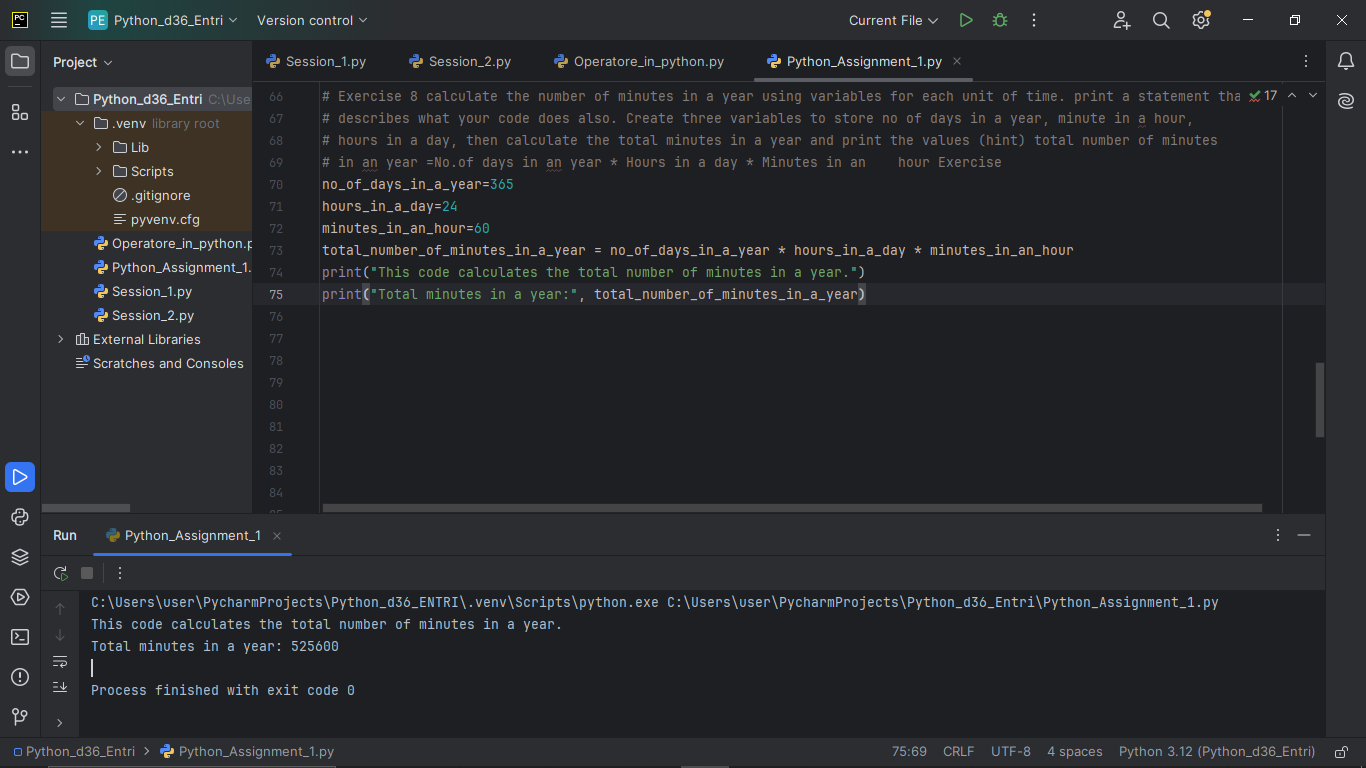 PC
PE Python_d36_Entri Version control Current File
Project
Session_1.py Session_2.py Operatore_in_python.py Python_Assignment_1.py
Python_d36_Entri C:\Use
.venv library root
Lib
Scripts
.gitignore
pyvenv.cfg
Operatore_in_python.p
Python_Assignment_1.
Session_1.py
Session_2.py
External Libraries
Scratches and Consoles
17
66 # Exercise 8 calculate the number of minutes in a year using variables for each unit of time. print a statement tha
67 # describes what your code does also. Create three variables to store no of days in a year, minute in a hour,
68 # hours in a day, then calculate the total minutes in a year and print the values (hint) total number of minutes
69 # in an year =No.of days in an year * Hours in a day * Minutes in an    hour Exercise
70 no_of_days_in_a_year=365
71 hours_in_a_day=24
72 minutes_in_an_hour=60
73 total_number_of_minutes_in_a_year = no_of_days_in_a_year * hours_in_a_day * minutes_in_an_hour
74 print("This code calculates the total number of minutes in a year.")
75 print("Total minutes in a year:", total_number_of_minutes_in_a_year)
76
77
78
79
80
81
82
83
84
Run Python_Assignment_1
C:\Users\user\PycharmProjects\Python_d36_ENTRI\.venv\Scripts\python.exe C:\Users\user\PycharmProjects\Python_d36_Entri\Python_Assignment_1.py
This code calculates the total number of minutes in a year.
Total minutes in a year: 525600
Process finished with exit code 0
Python_d36_Entri Python_Assignment_1.py 75:69 CRLF UTF-8 4 spaces Python 3.12 (Python_d36_Entri)